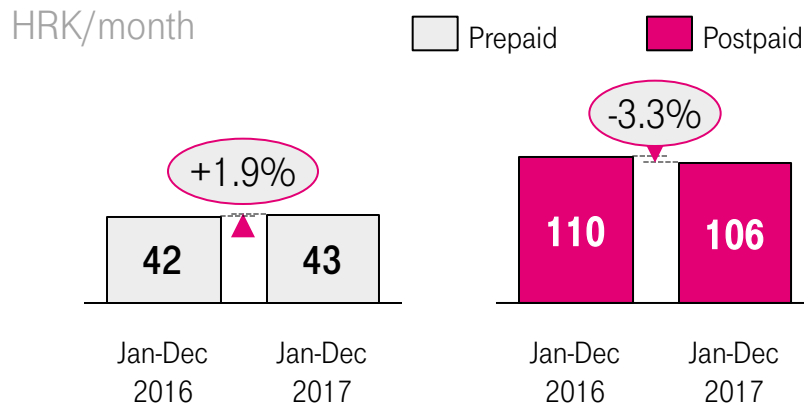 HRK/month
Prepaid
Postpaid
+1.9%
-3.3%
42
43
110
106
Jan-Dec
2016
Jan-Dec
2017
Jan-Dec
2016
Jan-Dec
2017